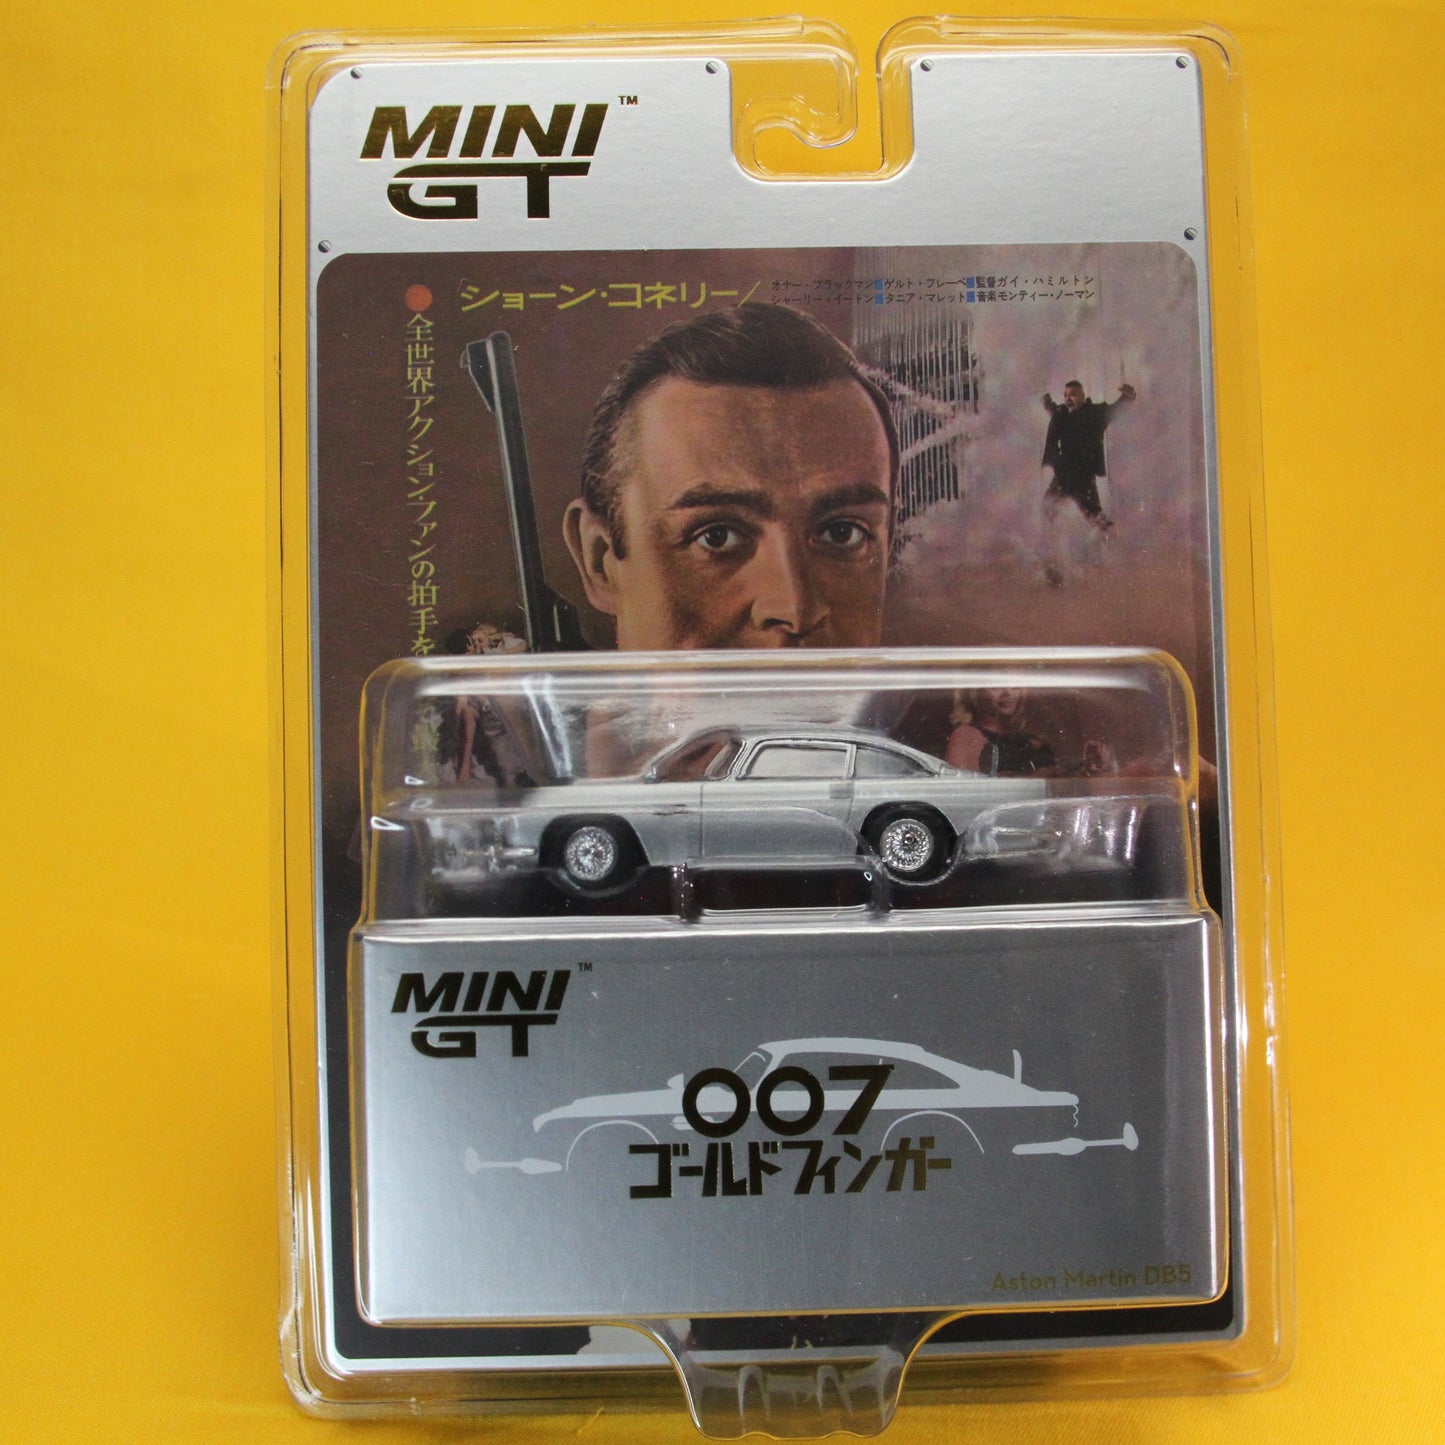 MINI GT™
ショーン・コネリー/
オナー・ブラックマン■ゲルト・フレーベ■監督ガイ・ハミルトン
シャーリー・イートン■タニア・マレット■音楽モンティー・ノーマン
●全世界アクション・ファンの拍手を
MINI GT™
007
ゴールドフィンガー
Aston Martin DB5